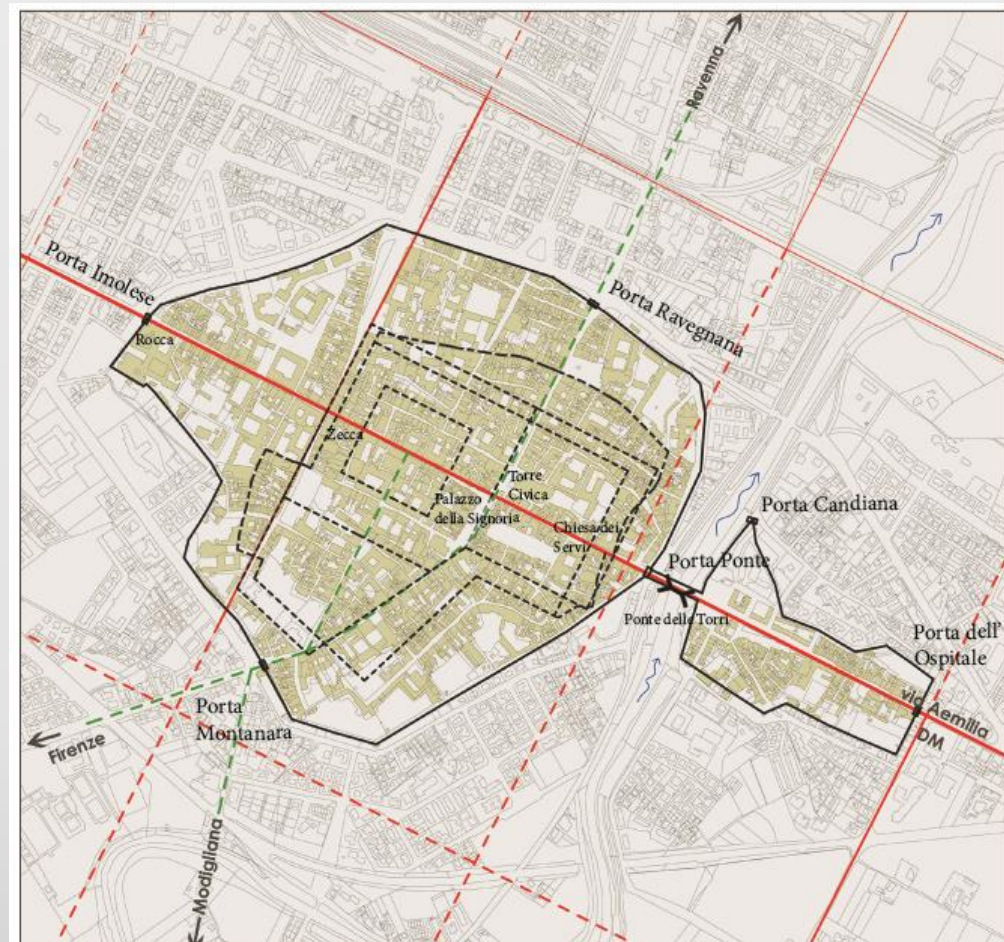 Ravenna
Porta Imolese
Rocca
Porta Ravegnana
Zecca
Torre
Civica
Palazzo
della Signoria
Chiesa dei
Servi
Porta Candiana
Porta Ponte
Ponte delle Torri
Porta dell'
Ospitale
via Aemilia
DM
Porta
Montanara
Firenze
Modigliana